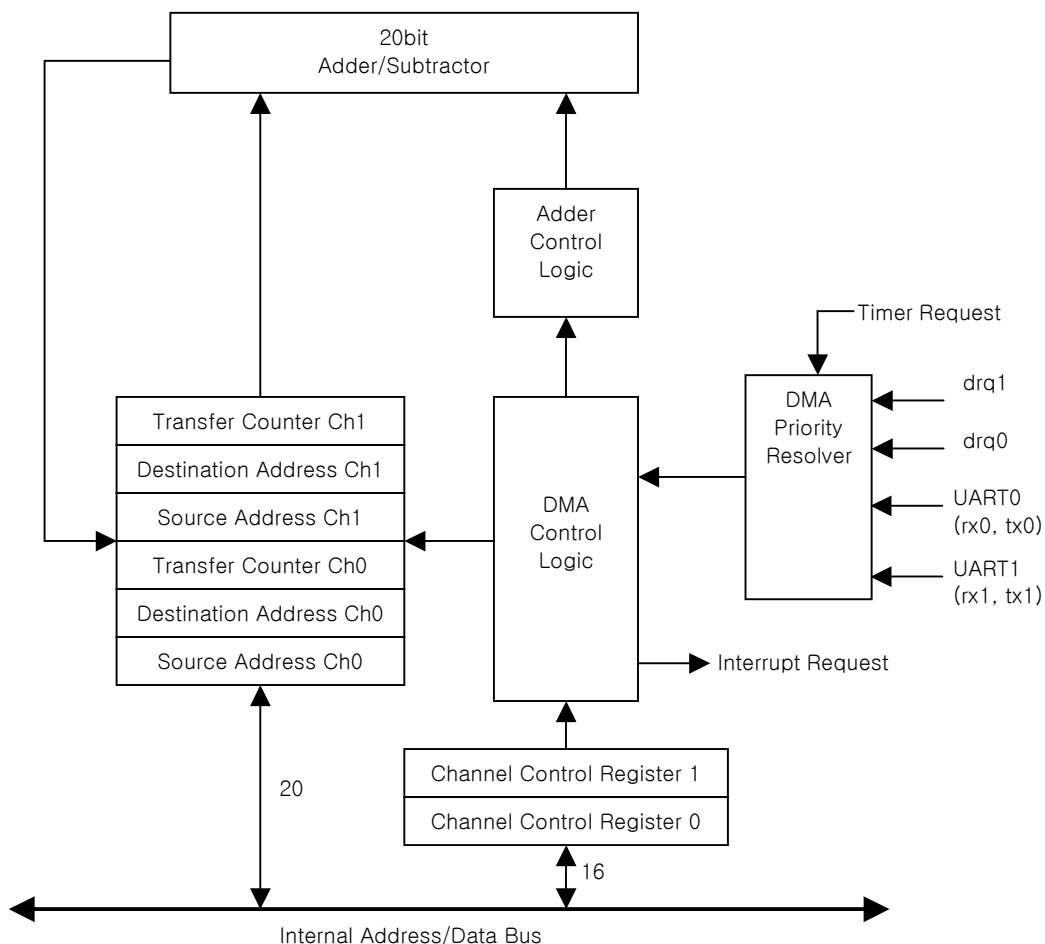 20bit
Adder/Subtractor
Adder
Control
Logic
Timer Request
Transfer Counter Ch1
Destination Address Ch1
Source Address Ch1
Transfer Counter Ch0
Destination Address Ch0
Source Address Ch0
DMA
Control
Logic
DMA
Priority
Resolver
drq1
drq0
UART0
(rx0, tx0)
UART1
(rx1, tx1)
Interrupt Request
Channel Control Register 1
Channel Control Register 0
20
16
Internal Address/Data Bus